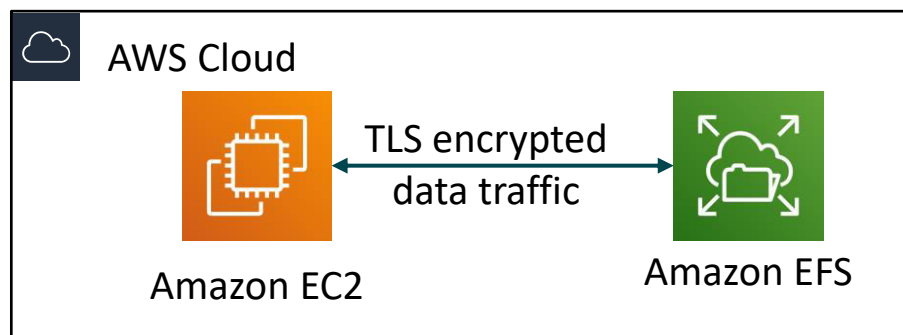 AWS Cloud
TLS encrypted
data traffic
Amazon EC2
Amazon EFS